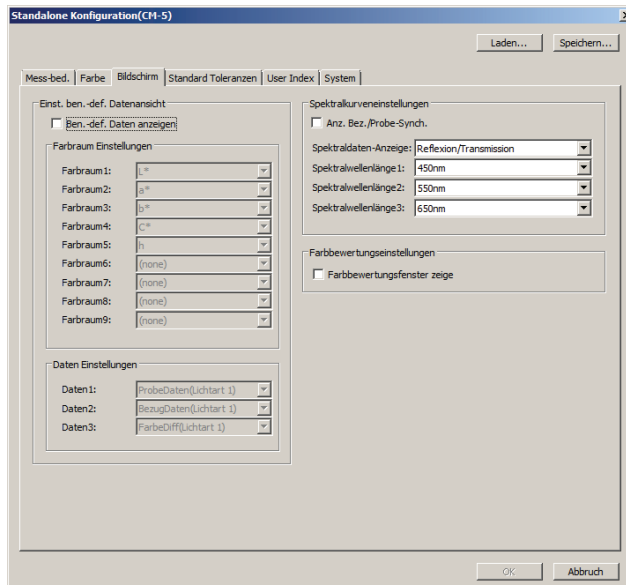 Standalone Konfiguration(CM-5)
Laden...
Speichern...
Mess-bed.
Farbe
Bildschirm
Standard Toleranzen
User Index
System
Einst. ben.-def. Datenansicht
Ben.-def. Daten anzeigen
Farbraum Einstellungen
Farbraum1: L*
Farbraum2: a*
Farbraum3: b*
Farbraum4: C*
Farbraum5: h
Farbraum6: (none)
Farbraum7: (none)
Farbraum8: (none)
Farbraum9: (none)
Daten Einstellungen
Daten1: ProbeDaten(Lichtart 1)
Daten2: BezugDaten(Lichtart 1)
Daten3: FarbeDiff(Lichtart 1)
Spektralkurveneinstellungen
Anz. Bez./Probe-Synch.
Spektraldaten-Anzeige: Reflexion/Transmission
Spektralwellenlänge1: 450nm
Spektralwellenlänge2: 550nm
Spektralwellenlänge3: 650nm
Farbbewertungseinstellungen
Farbbewertungsfenster zeige
OK
Abbruch